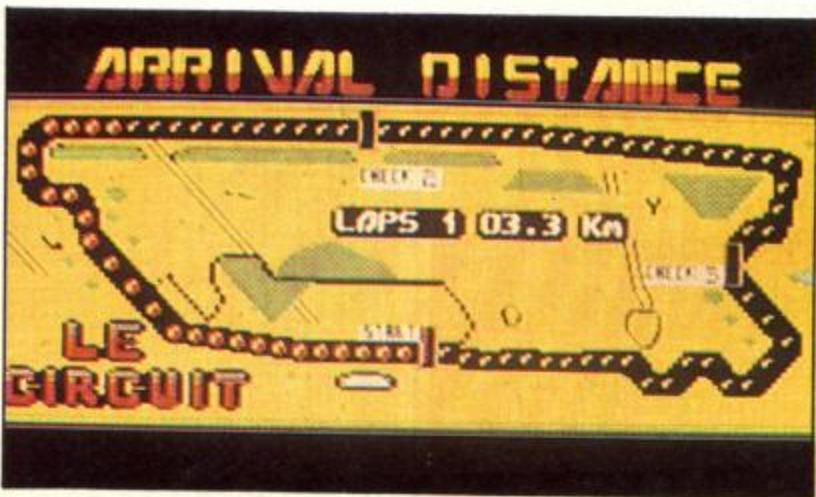 ARRIVAL DISTANCE
CHECK 2
LAPS 1 03.3 Km
CHECK 3
START
LE
CIRCUIT